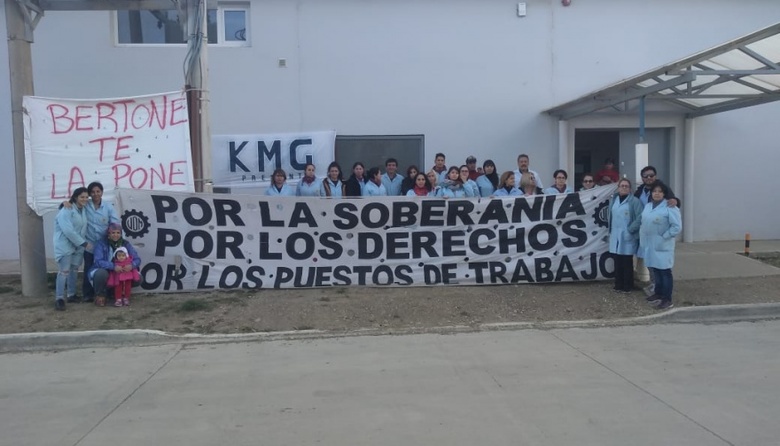 BERTONE
TE
LA PONE
KMG
POR LA SOBERANIA
POR LOS DERECHOS
POR LOS PUESTOS DE TRABAJO